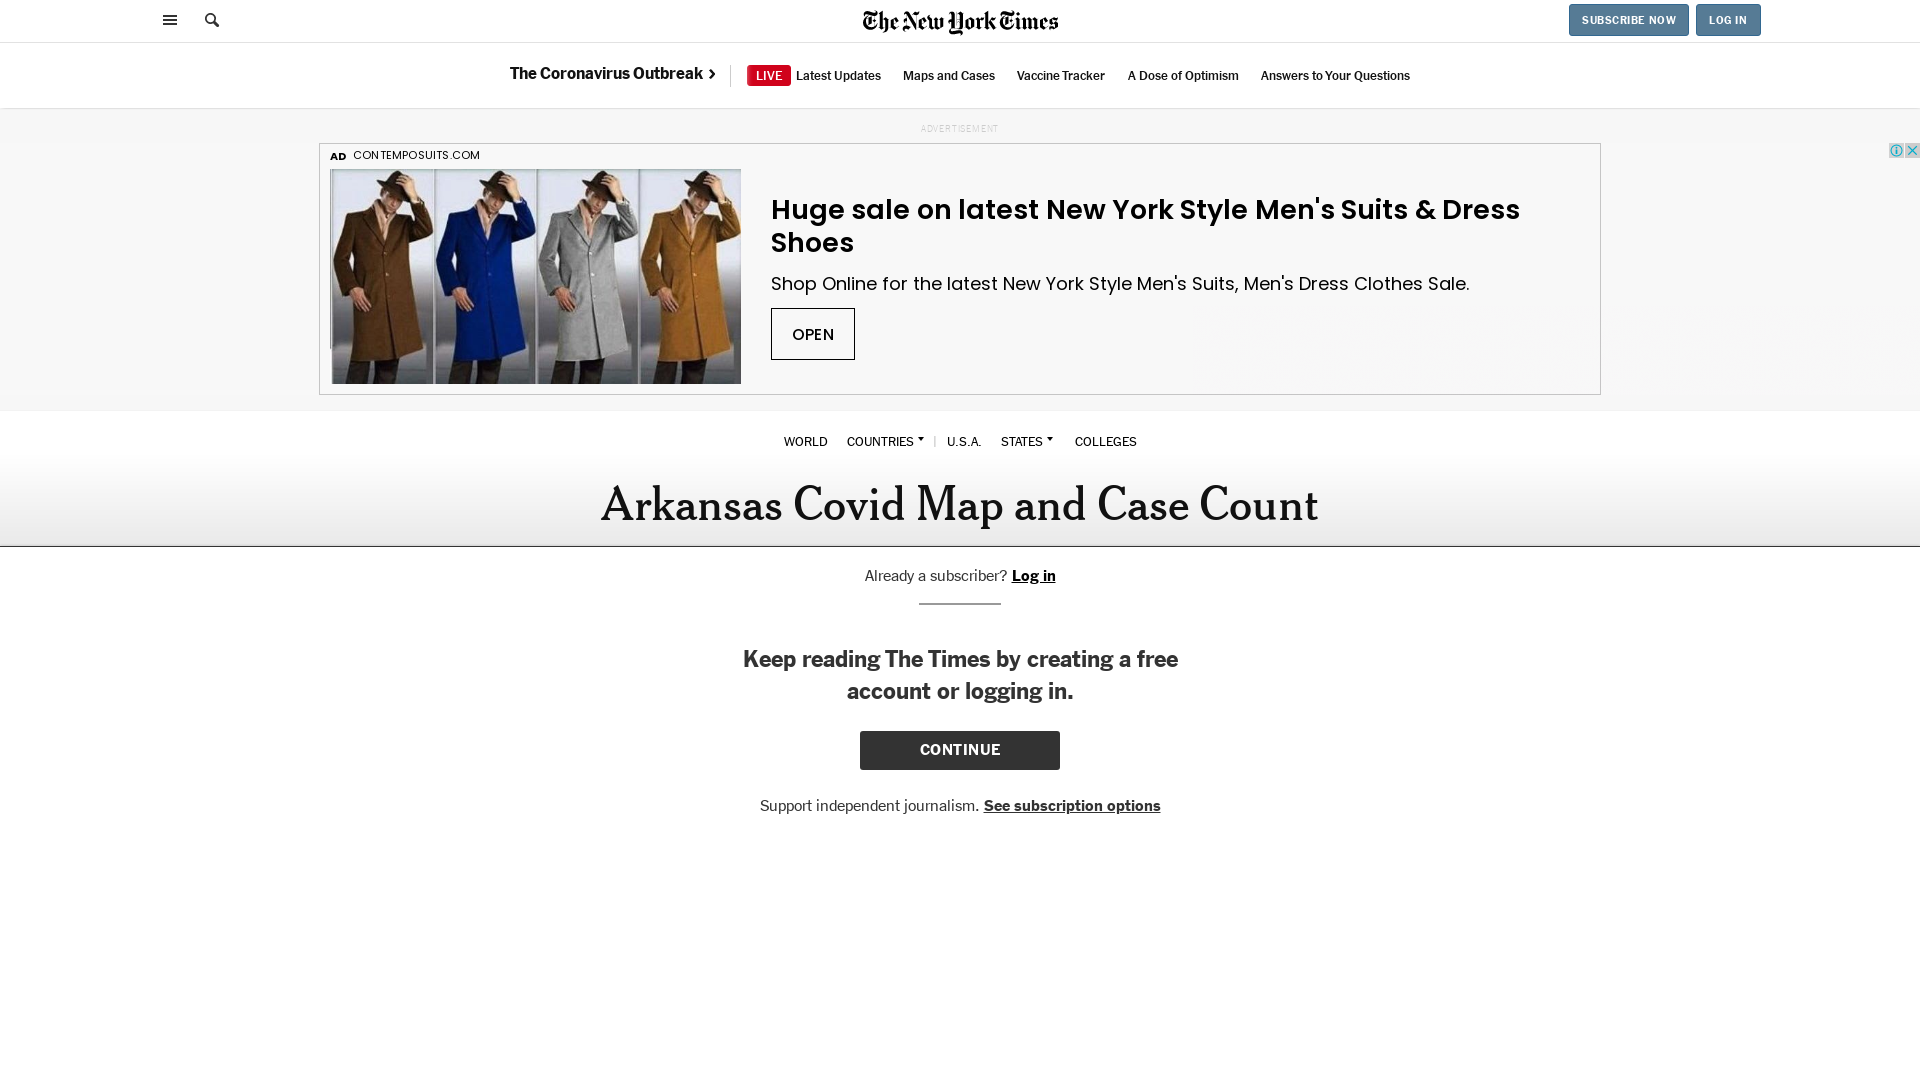 The New York Times
SUBSCRIBE NOW
LOG IN
The Coronavirus Outbreak ›
LIVE Latest Updates
Maps and Cases
Vaccine Tracker
A Dose of Optimism
Answers to Your Questions
ADVERTISEMENT
AD CONTEMPOSUITS.COM
Huge sale on latest New York Style Men's Suits & Dress
Shoes
Shop Online for the latest New York Style Men's Suits, Men's Dress Clothes Sale.
OPEN
WORLD
COUNTRIES
U.S.A.
STATES
COLLEGES
Arkansas Covid Map and Case Count
Already a subscriber? Log in
Keep reading The Times by creating a free
account or logging in.
CONTINUE
Support independent journalism. See subscription options